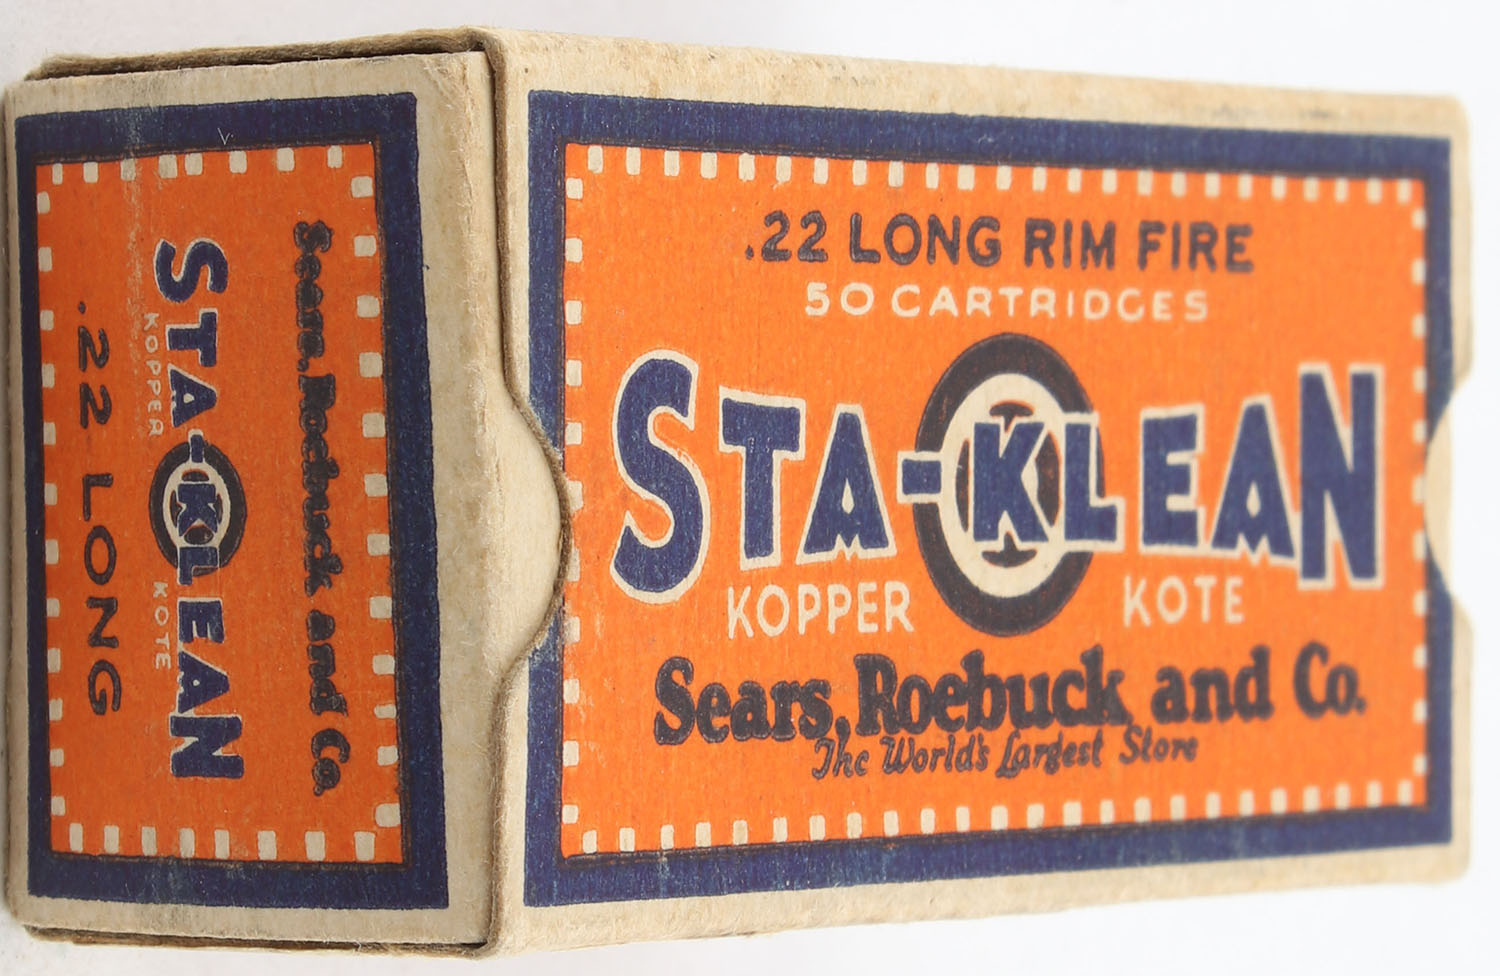 .22 LONG RIM FIRE
50 CARTRIDGES
STA-KLEAN
KOPPER KOTE
Sears, Roebuck and Co.
The World's Largest Store
Sears, Roebuck and Co.
STA-KLEAN
KOPPER KOTE
.22 LONG